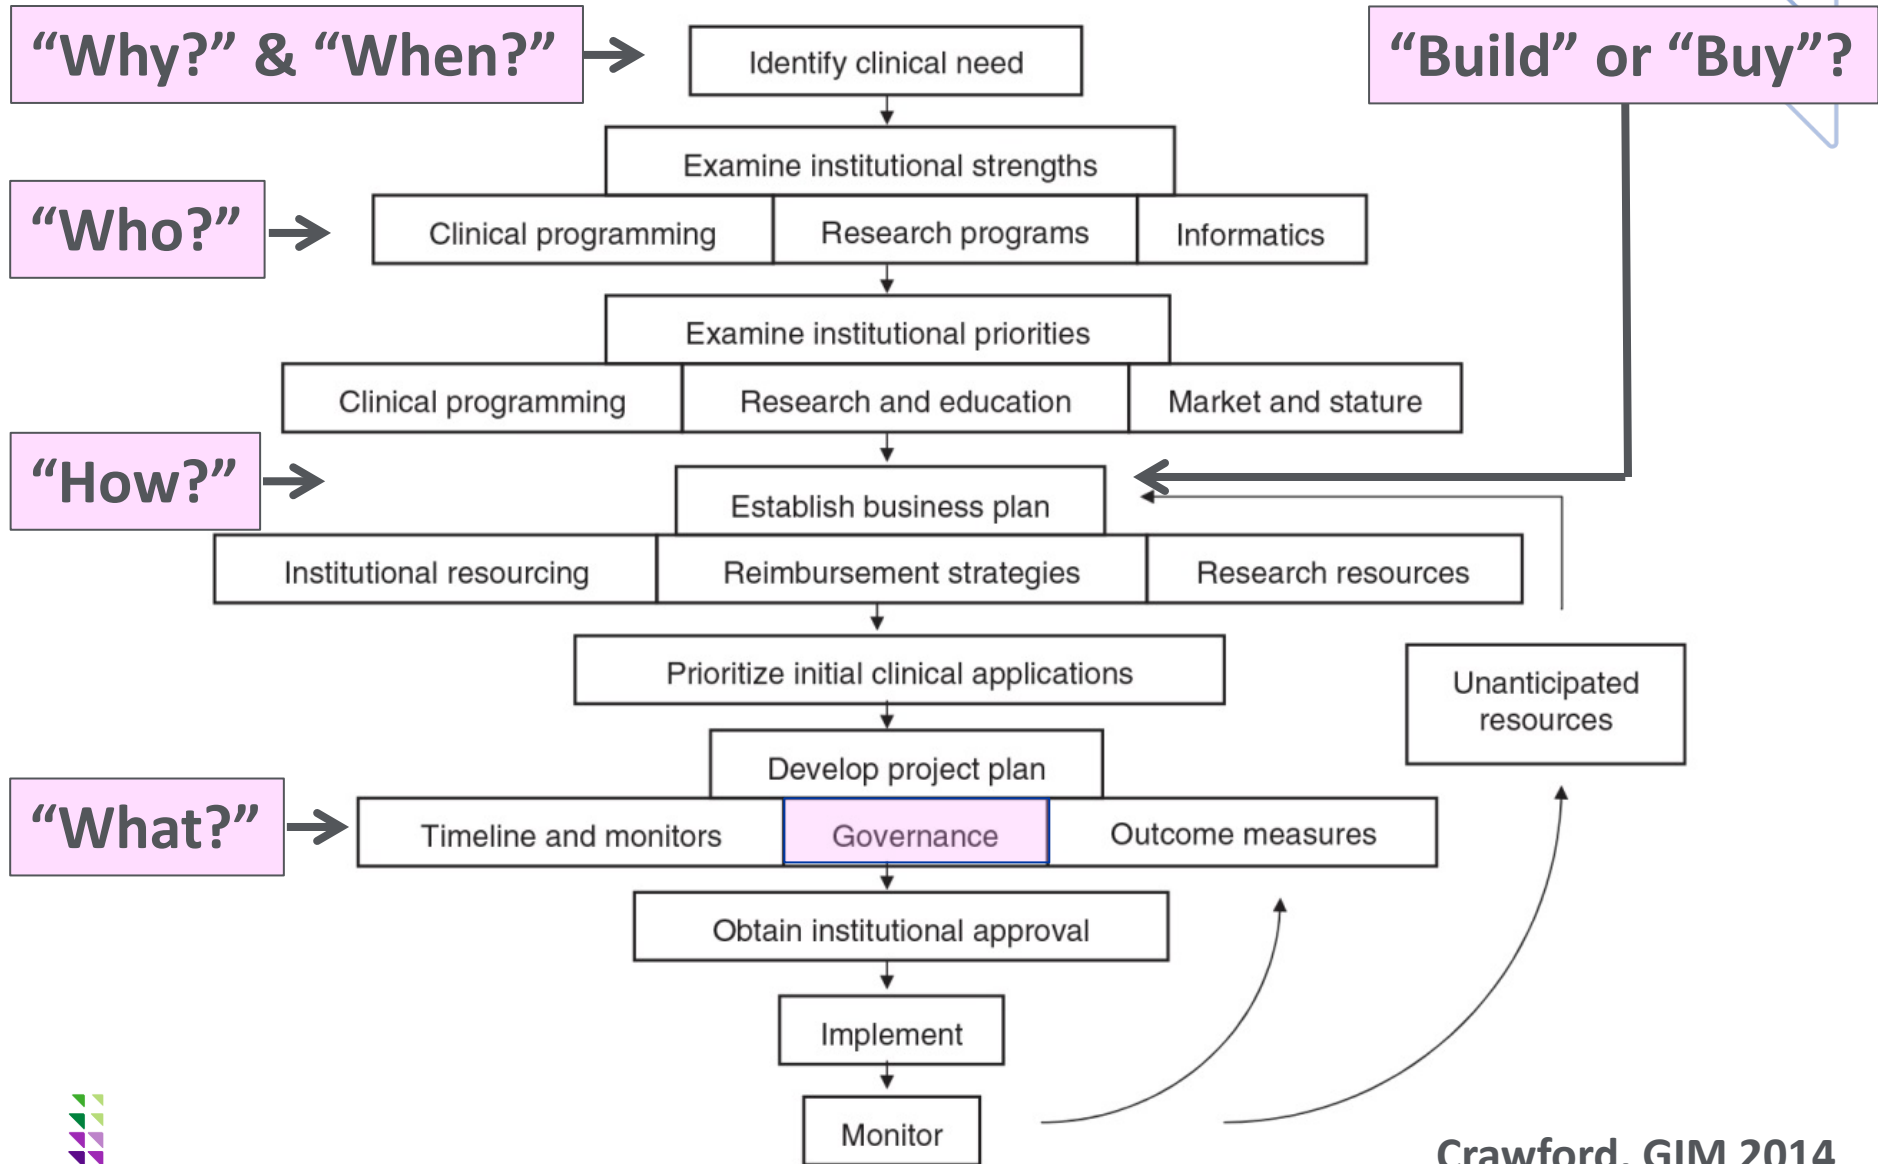 “Why?” & “When?”
Identify clinical need
“Build” or “Buy”?
Examine institutional strengths
“Who?”
Clinical programming
Research programs
Informatics
Examine institutional priorities
Clinical programming
Research and education
Market and stature
“How?”
Establish business plan
Institutional resourcing
Reimbursement strategies
Research resources
Prioritize initial clinical applications
Unanticipated
resources
Develop project plan
“What?”
Timeline and monitors
Governance
Outcome measures
Obtain institutional approval
Implement
Monitor
Crawford, GIM 2014